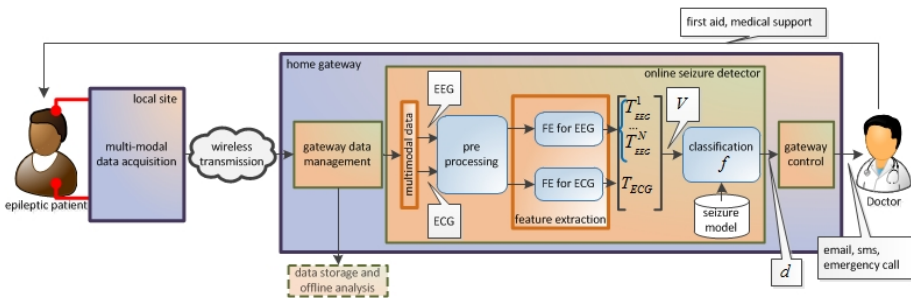 first aid, medical support
home gateway
online seizure detector
local site
multi-modal
data acquisition
epileptic patient
wireless
transmission
gateway data
management
data storage and
offline analysis
multimodal data
EEG
ECG
pre
processing
FE for EEG
FE for ECG
feature extraction
T¹EEG
...
TᴺEEG
TECG
V
classification
f
seizure
model
d
gateway
control
Doctor
email, sms,
emergency call